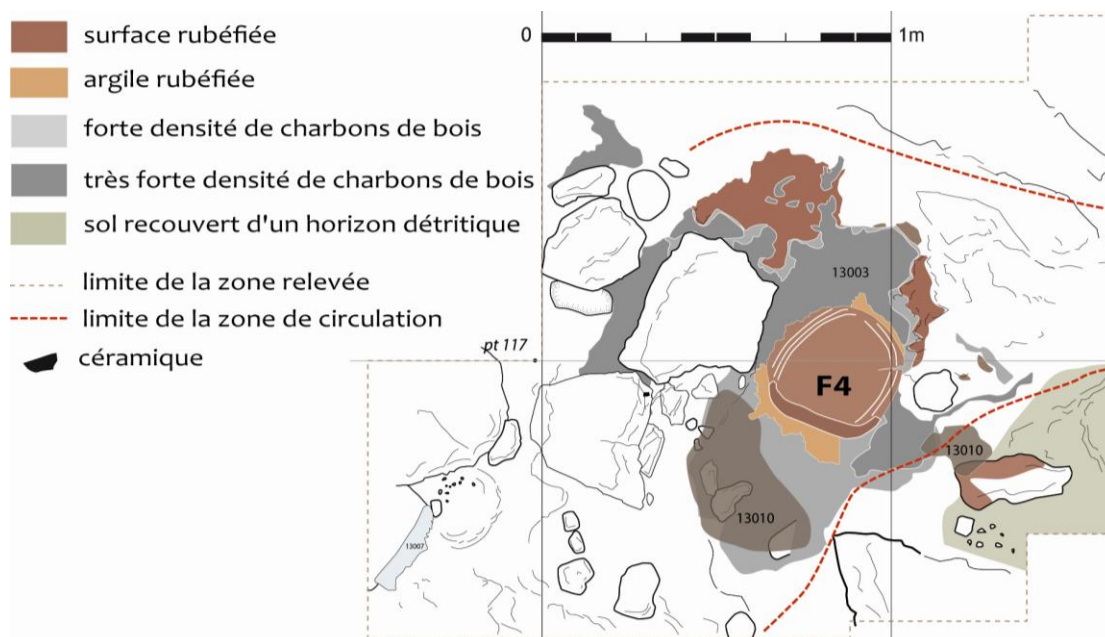 surface rubéfiée
argile rubéfiée
forte densité de charbons de bois
très forte densité de charbons de bois
sol recouvert d'un horizon détritique
limite de la zone relevée
limite de la zone de circulation
céramique
0
1m
13003
pt 117
F4
13010
13010
13007